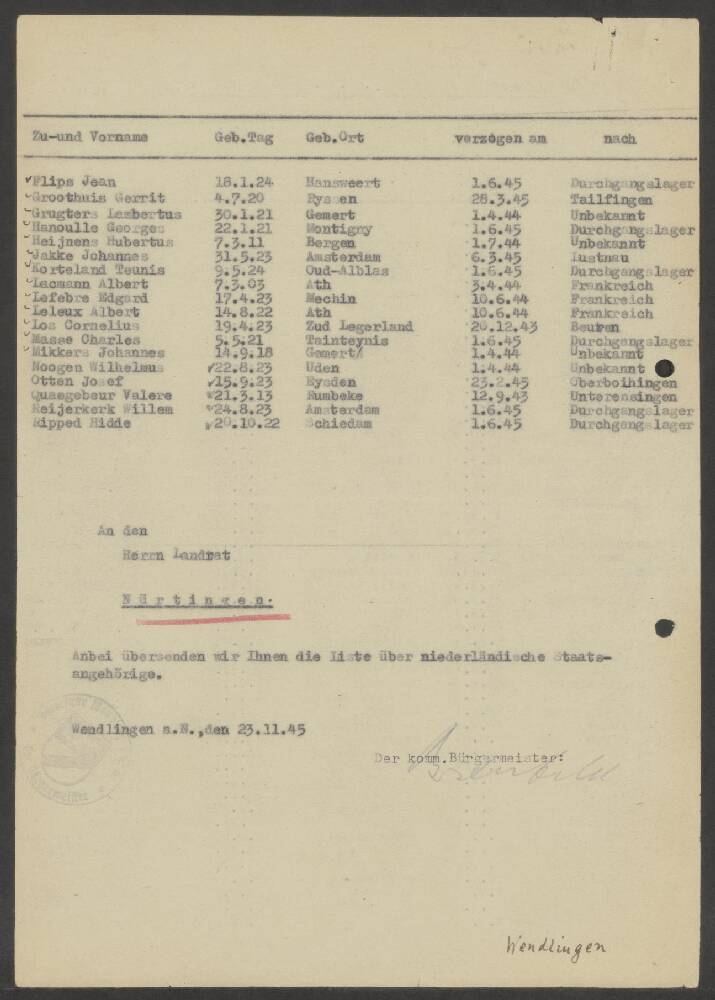 Zu-und Vorname Geb.Tag Geb.Ort verzogen am nach
Flips Jean 18.1.24 Hansweert 1.6.45 Durchgangslager
Groothuis Gerrit 4.7.20 Ryssen 28.3.45 Tailfingen
Grugters Lambertus 30.1.21 Gemert 1.4.44 Unbekannt
Hanoulle Georges 22.1.21 Montigny 1.6.45 Durchgangslager
Heijnens Hubertus 7.3.11 Bergen 1.7.44 Unbekannt
Jakke Johannes 31.5.23 Amsterdam 6.3.45 Lustnau
Korteland Teunis 9.5.24 Oud-Alblas 1.6.45 Durchgangslager
Lacmann Albert 7.3.03 Ath 3.4.44 Frankreich
Lefebre Edgard 17.4.23 Mechin 10.6.44 Frankreich
Leleux Albert 14.8.22 Ath 10.6.44 Frankreich
Los Cornelius 19.4.23 Zud Legerland 20.12.43 Beuren
Masse Charles 5.5.21 Tainteynis 1.6.45 Durchgangslager
Mikkers Johannes 14.9.18 Gemert 1.4.44 Unbekannt
Noogen Wilhelmus 22.8.23 Uden 1.4.44 Unbekannt
Otten Josef 15.9.23 Eysden 23.2.45 Oberboihingen
Quaegebeur Valere 21.3.13 Rumbeke 12.9.43 Unterensingen
Reijerkerk Willem 24.8.23 Amsterdam 1.6.45 Durchgangslager
Ripped Hidde 20.10.22 Schiedam 1.6.45 Durchgangslager
An den
Herrn Landrat
Nürtingen.
Anbei übersenden wir Ihnen die Liste über niederländische Staats-
angehörige.
Wendlingen a.N.,den 23.11.45
Der komm.Bürgermeister:
Wendlingen